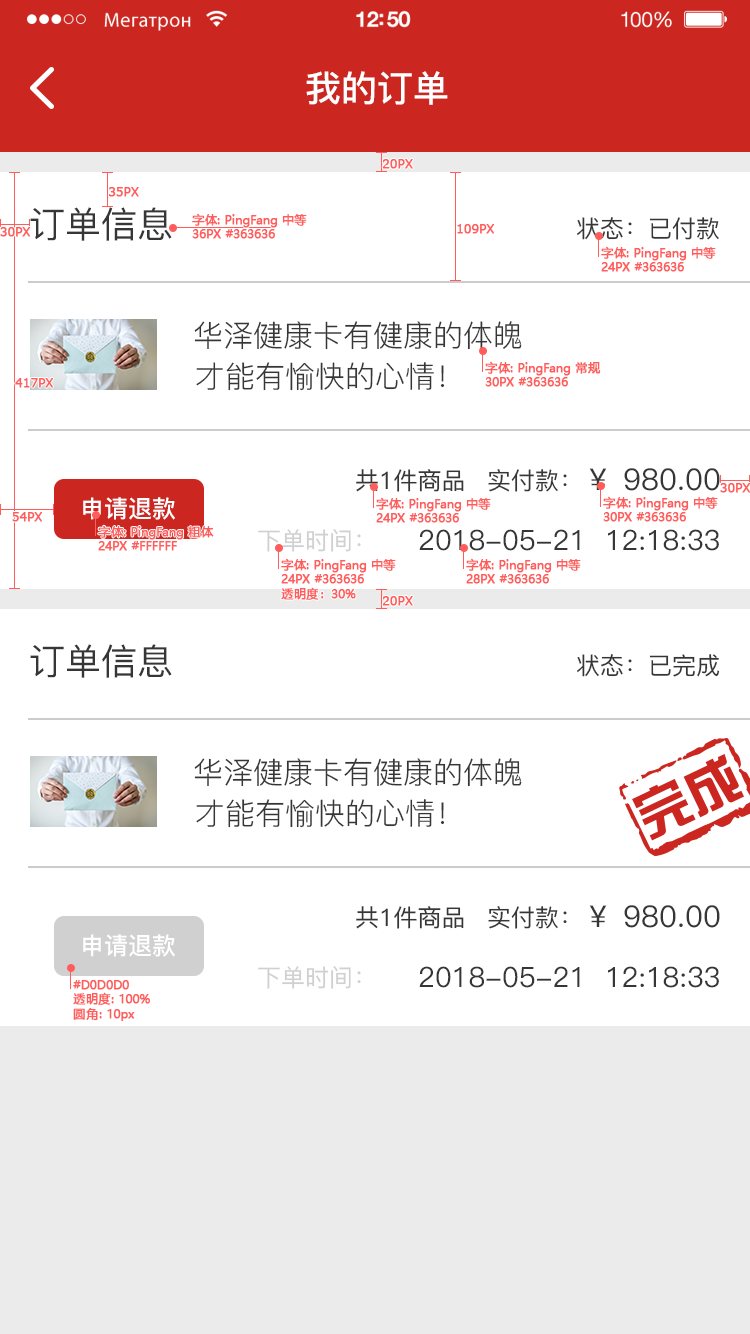 Мегатрон 12:50 100%
我的订单
20PX
35PX
30PX
订单信息
字体: PingFang 中等
36PX #363636
109PX
状态：已付款
字体: PingFang 中等
24PX #363636
华泽健康卡有健康的体魄
才能有愉快的心情！
字体: PingFang 常规
30PX #363636
417PX
共1件商品 实付款：¥ 980.00
30PX
字体: PingFang 中等
24PX #363636
字体: PingFang 中等
30PX #363636
54PX
申请退款
字体: PingFang 粗体
24PX #FFFFFF
下单时间： 2018-05-21 12:18:33
字体: PingFang 中等
24PX #363636
透明度：30%
字体: PingFang 中等
28PX #363636
20PX
订单信息
状态：已完成
华泽健康卡有健康的体魄
才能有愉快的心情！
完成
共1件商品 实付款：¥ 980.00
申请退款
下单时间： 2018-05-21 12:18:33
#D0D0D0
透明度: 100%
圆角: 10px